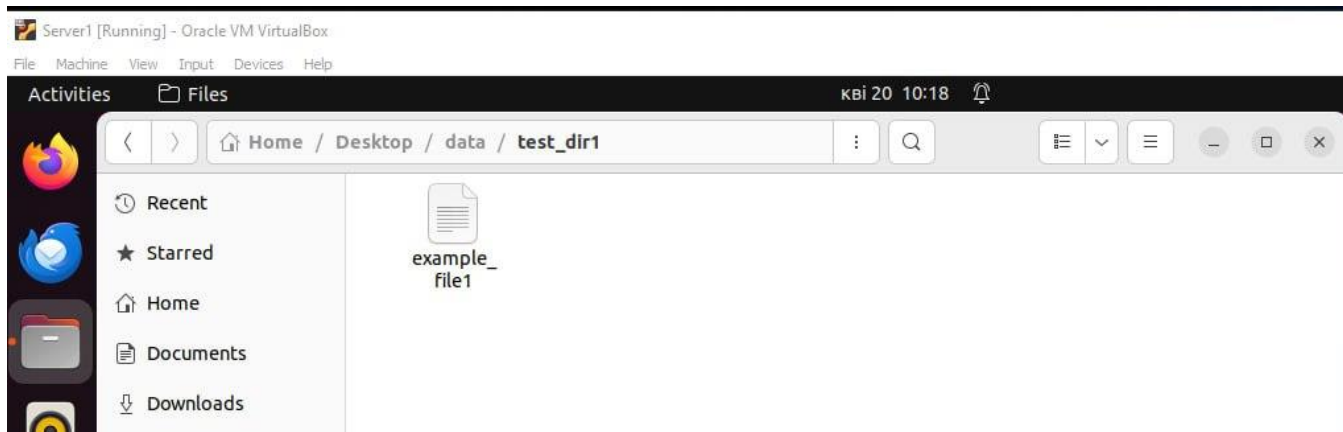 Server1 [Running] - Oracle VM VirtualBox
File Machine View Input Devices Help
Activities Files кві 20 10:18
Home / Desktop / data / test_dir1
Recent
Starred
Home
Documents
Downloads
example_
file1